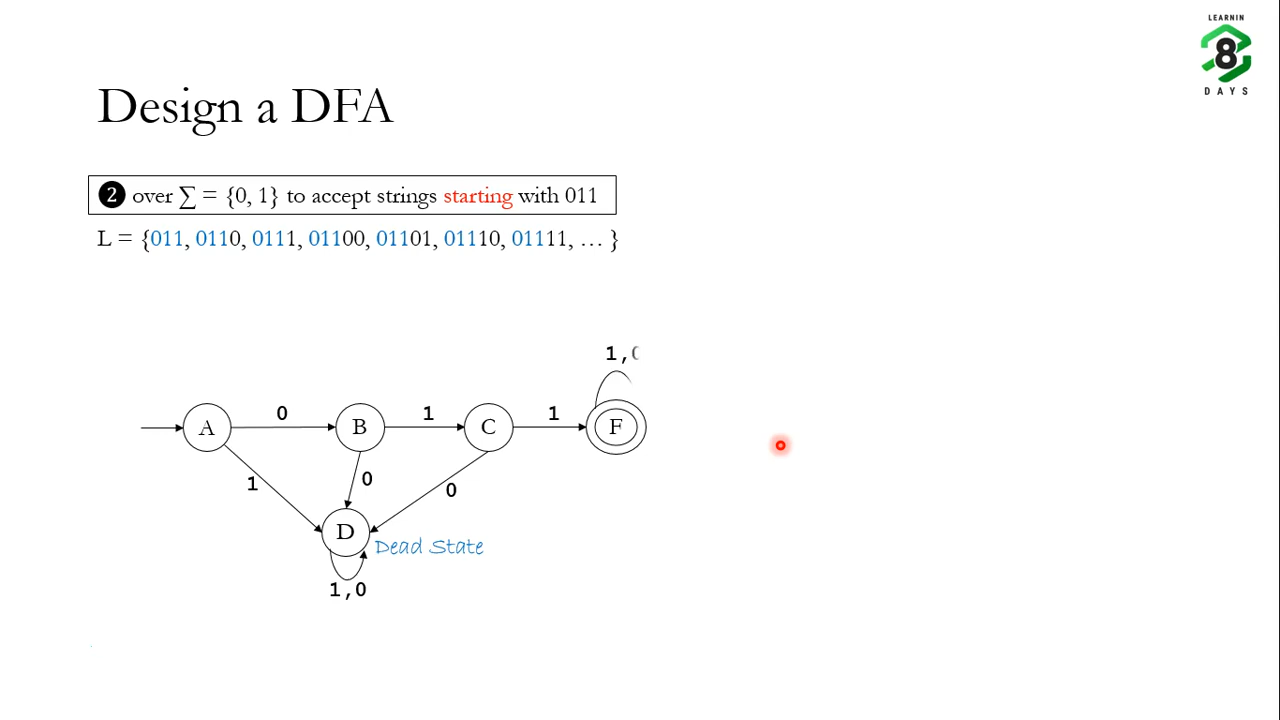 LEARNIN
8
DAYS
Design a DFA
❷ over ∑ = {0, 1} to accept strings starting with 011
L = {011, 0110, 0111, 01100, 01101, 01110, 01111, … }
1,
A
0
B
1
C
1
F
1
0
0
D
Dead State
1,0